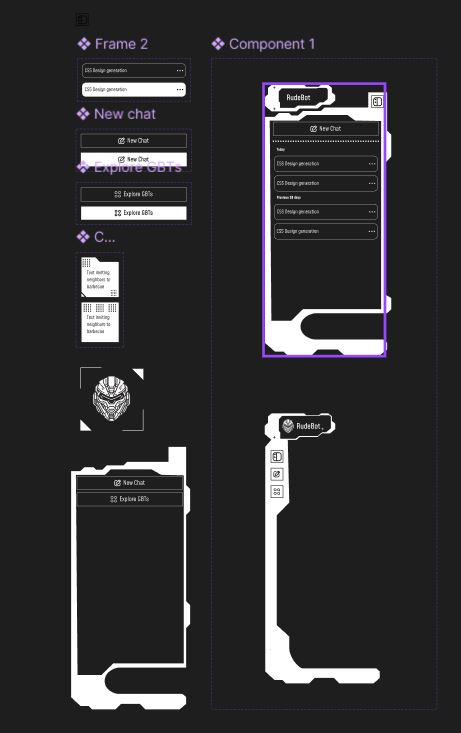 Frame 2
CSS Design generation
CSS Design generation
New chat
New Chat
New Chat
Explore GBTs
Explore GBTs
Explore GBTs
C...
Text inviting
neighbors to
barbecue
Text inviting
neighbors to
barbecue
New Chat
Explore GBTs
Component 1
RudeBot
New Chat
Today
CSS Design generation
CSS Design generation
Previous 30 days
CSS Design generation
CSS Design generation
RudeBot